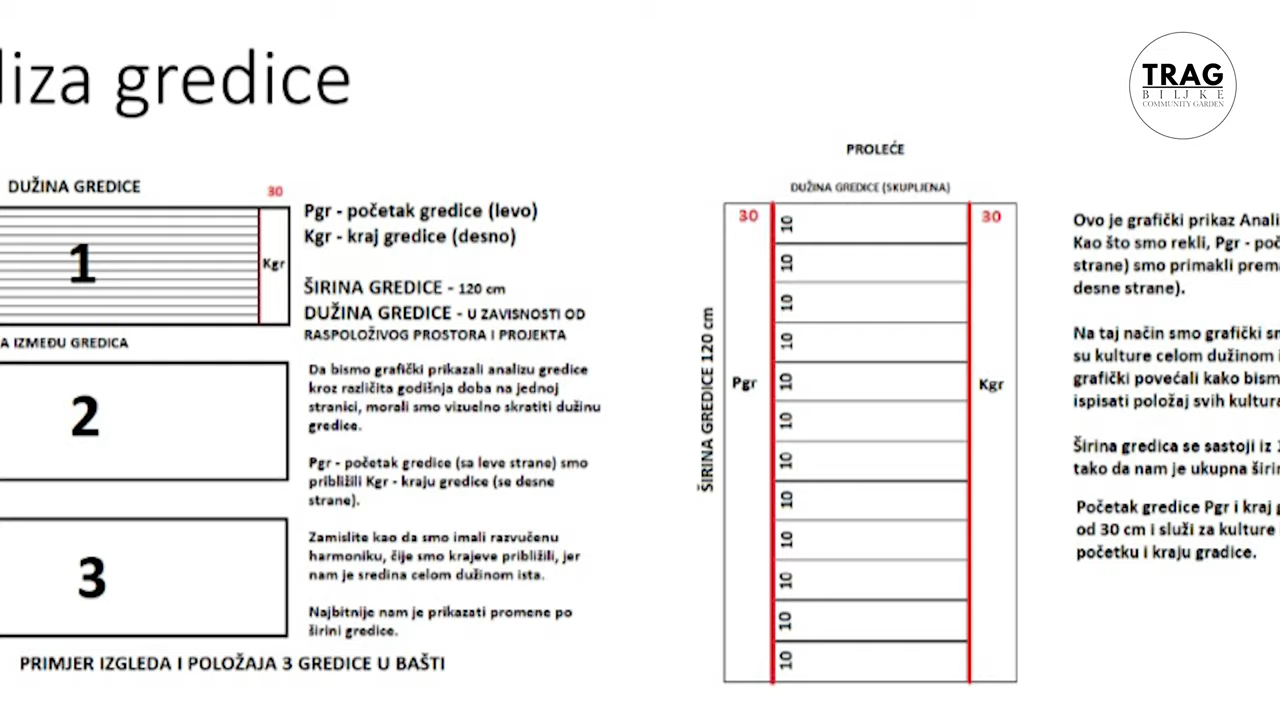 liza gredice
TRAG
BILJKE
COMMUNITY GARDEN
DUŽINA GREDICE
30
1
Kgr
A IZMEĐU GREDICA
2
3
PRIMJER IZGLEDA I POLOŽAJA 3 GREDICE U BAŠTI
Pgr - početak gredice (levo)
Kgr - kraj gredice (desno)
ŠIRINA GREDICE - 120 cm
DUŽINA GREDICE - U ZAVISNOSTI OD
RASPOLOŽIVOG PROSTORA I PROJEKTA
Da bismo grafički prikazali analizu gredice
kroz različita godišnja doba na jednoj
stranici, morali smo vizuelno skratiti dužinu
gredice.
Pgr - početak gredice (sa leve strane) smo
približili Kgr - kraju gredice (se desne
strane).
Zamislite kao da smo imali razvučenu
harmoniku, čije smo krajeve približili, jer
nam je sredina celom dužinom ista.
Najbitnije nam je prikazati promene po
širini gredice.
PROLEĆE
DUŽINA GREDICE (SKUPLJENA)
30
30
ŠIRINA GREDICE 120 cm
Pgr
Kgr
10
10
10
10
10
10
10
10
10
10
10
10
Ovo je grafički prikaz Anali
Kao što smo rekli, Pgr - poč
strane) smo primakli prema
desne strane).
Na taj način smo grafički sm
su kulture celom dužinom i
grafički povećali kako bism
ispisati položaj svih kultura
Širina gredica se sastoji iz 1
tako da nam je ukupna širin
Početak gredice Pgr i kraj g
od 30 cm i služi za kulture
početku i kraju gradice.